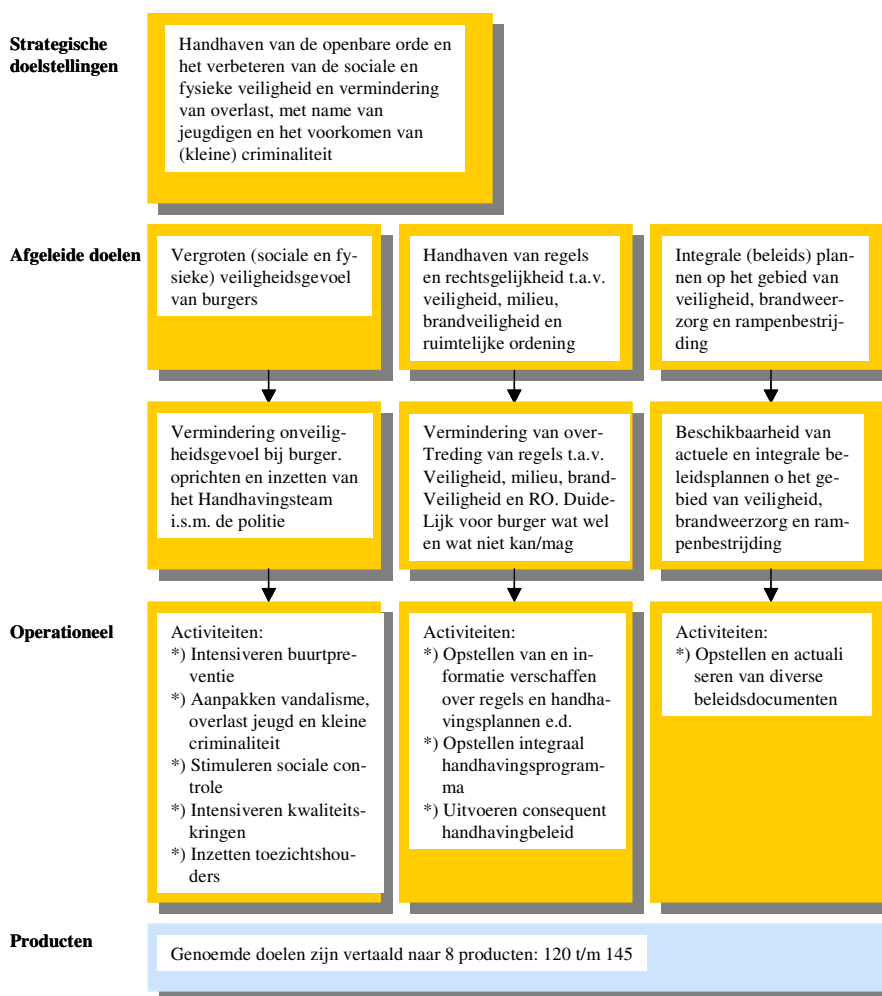 Strategische
doelstellingen
Handhaven van de openbare orde en
het verbeteren van de sociale en
fysieke veiligheid en vermindering
van overlast, met name van
jeugdigen en het voorkomen van
(kleine) criminaliteit
Afgeleide doelen
Vergroten (sociale en fy-
sieke) veiligheidsgevoel
van burgers
Handhaven van regels
en rechtsgelijkheid t.a.v.
veiligheid, milieu,
brandveiligheid en
ruimtelijke ordening
Integrale (beleids) plan-
nen op het gebied van
veiligheid, brandweer-
zorg en rampenbestrij-
ding
Vermindering onveilig-
heidsgevoel bij burger.
oprichten en inzetten van
het Handhavingsteam
i.s.m. de politie
Vermindering van over-
Treding van regels t.a.v.
Veiligheid, milieu, brand-
Veiligheid en RO. Duide-
Lijk voor burger wat wel
en wat niet kan/mag
Beschikbaarheid van
actuele en integrale be-
leidsplannen o het ge-
bied van veiligheid,
brandweerzorg en ram-
penbestrijding
Operationeel
Activiteiten:
*) Intensiveren buurtpre-
ventie
*) Aanpakken vandalisme,
overlast jeugd en kleine
criminaliteit
*) Stimuleren sociale con-
trole
*) Intensiveren kwaliteits-
kringen
*) Inzetten toezichtshou-
ders
Activiteiten:
*) Opstellen van en in-
formatie verschaffen
over regels en handha-
vingsplannen e.d.
*) Opstellen integraal
handhavingsprogram-
ma
*) Uitvoeren consequent
handhavingbeleid
Activiteiten:
*) Opstellen en actuali
seren van diverse
beleidsdocumenten
Producten
Genoemde doelen zijn vertaald naar 8 producten: 120 t/m 145